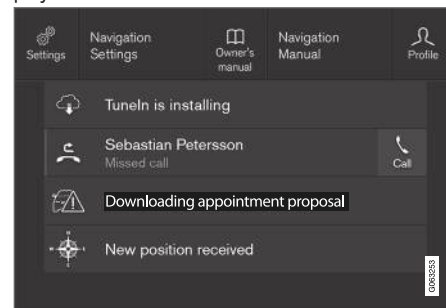 Settings
Navigation
Settings
Owner's
manual
Navigation
Manual
Profile
TuneIn is installing
Sebastian Petersson
Missed call
Call
Downloading appointment proposal
New position received
G063253